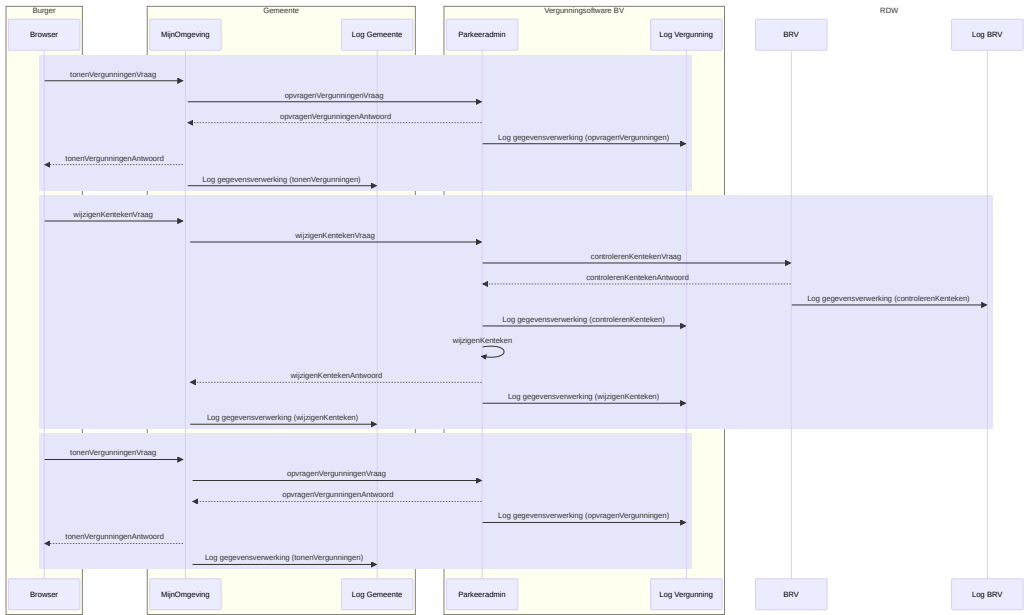 Burger
Gemeente
Vergunningsoftware BV
RDW
Browser
MijnOmgeving
Log Gemeente
Parkeeradmin
Log Vergunning
BRV
Log BRV
tonenVergunningenVraag
opvragenVergunningenVraag
opvragenVergunningenAntwoord
Log gegevensverwerking (opvragenVergunningen)
tonenVergunningenAntwoord
Log gegevensverwerking (tonenVergunningen)
wijzigenKentekenVraag
wijzigenKentekenVraag
controlerenKentekenVraag
controlerenKentekenAntwoord
Log gegevensverwerking (controlerenKenteken)
Log gegevensverwerking (controlerenKenteken)
wijzigenKenteken
wijzigenKentekenAntwoord
Log gegevensverwerking (wijzigenKenteken)
Log gegevensverwerking (wijzigenKenteken)
tonenVergunningenVraag
opvragenVergunningenVraag
opvragenVergunningenAntwoord
Log gegevensverwerking (opvragenVergunningen)
tonenVergunningenAntwoord
Log gegevensverwerking (tonenVergunningen)
Browser
MijnOmgeving
Log Gemeente
Parkeeradmin
Log Vergunning
BRV
Log BRV